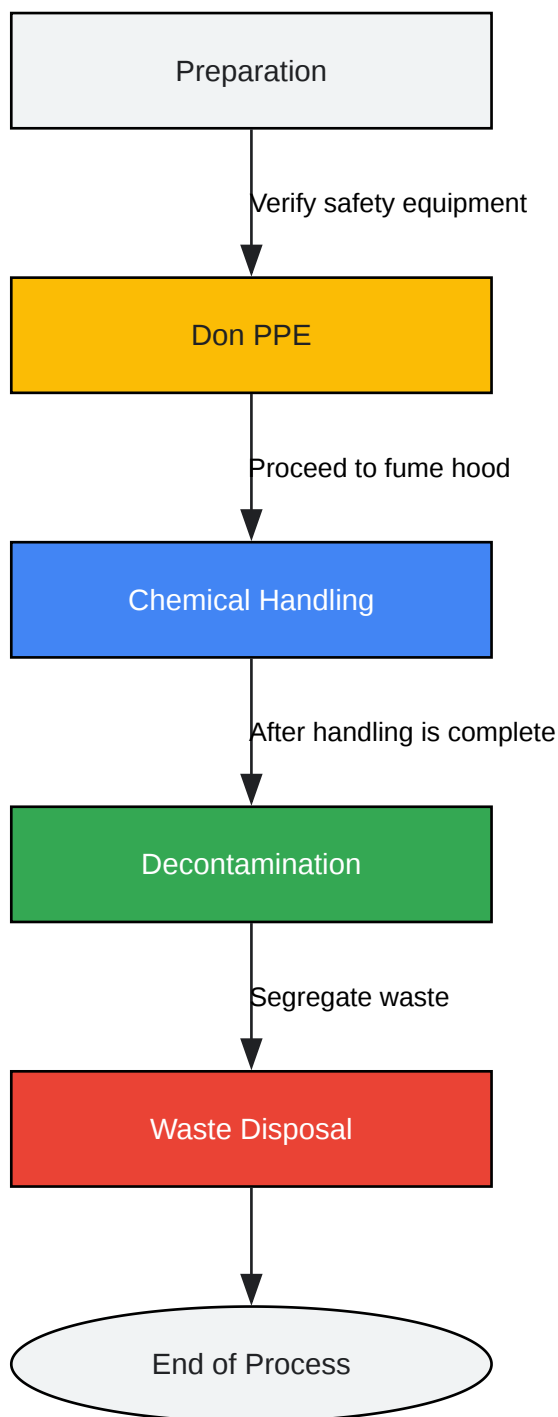 Preparation
Verify safety equipment
Don PPE
Proceed to fume hood
Chemical Handling
After handling is complete
Decontamination
Segregate waste
Waste Disposal
End of Process